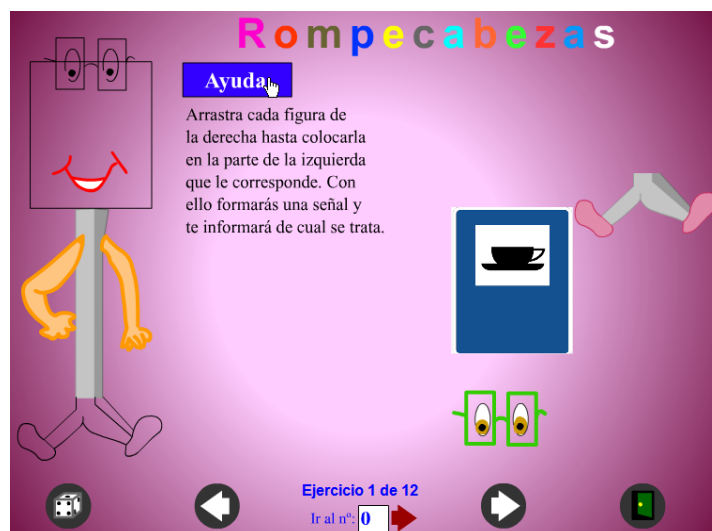 Rompecabezas
Ayuda
Arrastra cada figura de
la derecha hasta colocarla
en la parte de la izquierda
que le corresponde. Con
ello formarás una señal y
te informará de cual se trata.
Ejercicio 1 de 12
Ir al nº: 0